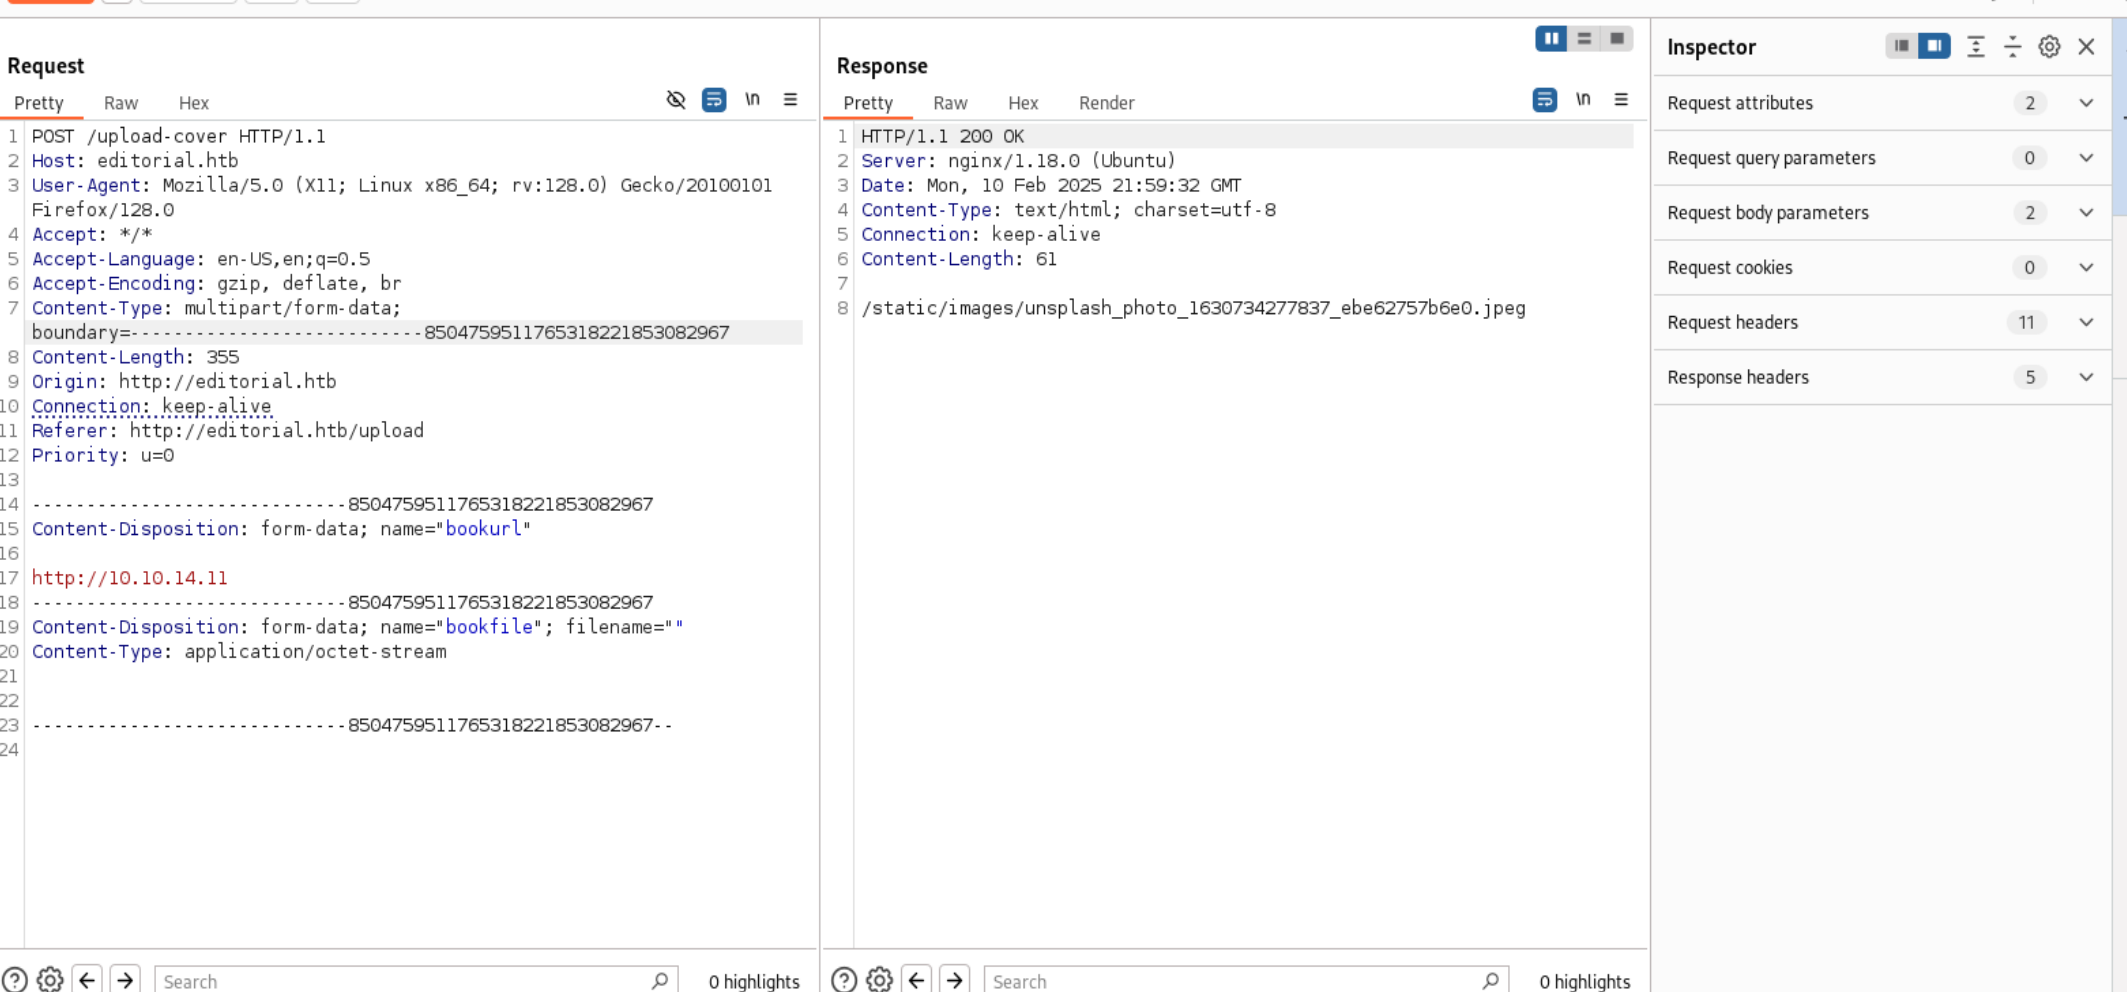 Request
Pretty Raw Hex \n
1 POST /upload-cover HTTP/1.1
2 Host: editorial.htb
3 User-Agent: Mozilla/5.0 (X11; Linux x86_64; rv:128.0) Gecko/20100101
Firefox/128.0
4 Accept: */*
5 Accept-Language: en-US,en;q=0.5
6 Accept-Encoding: gzip, deflate, br
7 Content-Type: multipart/form-data;
boundary=---------------------------85047595117653182218530829​67
8 Content-Length: 355
9 Origin: http://editorial.htb
10 Connection: keep-alive
11 Referer: http://editorial.htb/upload
12 Priority: u=0
13
14 -----------------------------8504759511765318221853082967
15 Content-Disposition: form-data; name="bookurl"
16
17 http://10.10.14.11
18 -----------------------------8504759511765318221853082967
19 Content-Disposition: form-data; name="bookfile"; filename=""
20 Content-Type: application/octet-stream
21
22
23 -----------------------------8504759511765318221853082967--
24
Search
0 highlights
Response
Pretty Raw Hex Render \n
1 HTTP/1.1 200 OK
2 Server: nginx/1.18.0 (Ubuntu)
3 Date: Mon, 10 Feb 2025 21:59:32 GMT
4 Content-Type: text/html; charset=utf-8
5 Connection: keep-alive
6 Content-Length: 61
7
8 /static/images/unsplash_photo_1630734277837_ebe62757b6e0.jpeg
Search
0 highlights
Inspector
Request attributes 2
Request query parameters 0
Request body parameters 2
Request cookies 0
Request headers 11
Response headers 5